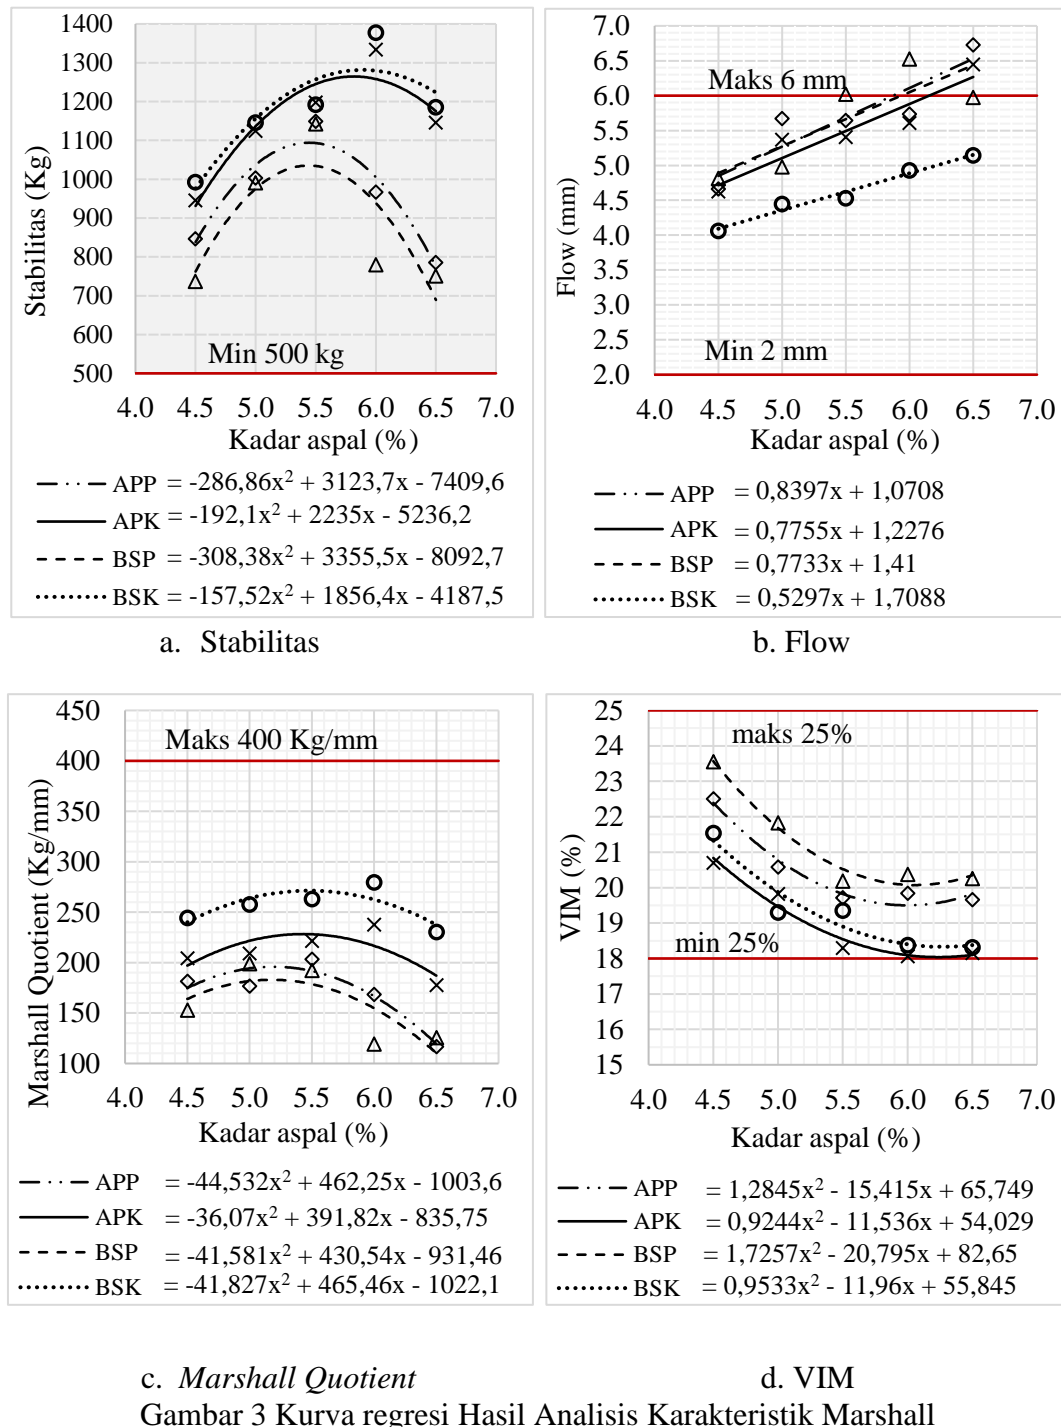 1400
1300
1200
1100
1000
900
800
700
600
500
Stabilitas (Kg)
Min 500 kg
4.0 4.5 5.0 5.5 6.0 6.5 7.0
Kadar aspal (%)
APP = -286,86x² + 3123,7x - 7409,6
APK = -192,1x² + 2235x - 5236,2
BSP = -308,38x² + 3355,5x - 8092,7
BSK = -157,52x² + 1856,4x - 4187,5
a. Stabilitas
7.0
6.0
5.5
5.0
4.5
4.0
3.5
3.0
2.5
2.0
6.5
Flow (mm)
Maks 6 mm
Min 2 mm
4.0 4.5 5.0 5.5 6.0 6.5 7.0
Kadar aspal (%)
APP = 0,8397x + 1,0708
APK = 0,7755x + 1,2276
BSP = 0,7733x + 1,41
BSK = 0,5297x + 1,7088
b. Flow
450
400
350
300
250
200
150
100
Marshall Quotient (Kg/mm)
Maks 400 Kg/mm
4.0 4.5 5.0 5.5 6.0 6.5 7.0
Kadar aspal (%)
APP = -44,532x² + 462,25x - 1003,6
APK = -36,07x² + 391,82x - 835,75
BSP = -41,581x² + 430,54x - 931,46
BSK = -41,827x² + 465,46x - 1022,1
c. Marshall Quotient
25
24
23
22
21
20
19
18
17
16
15
VIM (%)
maks 25%
min 25%
4.0 4.5 5.0 5.5 6.0 6.5 7.0
Kadar aspal (%)
APP = 1,2845x² - 15,415x + 65,749
APK = 0,9244x² - 11,536x + 54,029
BSP = 1,7257x² - 20,795x + 82,65
BSK = 0,9533x² - 11,96x + 55,845
d. VIM
Gambar 3 Kurva regresi Hasil Analisis Karakteristik Marshall